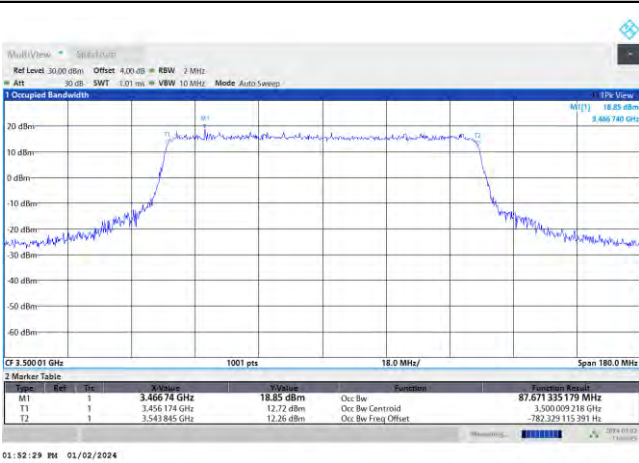 MultiView Spectrum
Ref Level 30.00 dBm Offset 4.00 dB RBW 2 MHz
Att 30 dB SWT 1.01 ms VBW 10 MHz Mode Auto Sweep
1 Occupied Bandwidth 1Pk View
M1[1] 18.85 dBm
3.466 740 GHz
M1
20 dBm
T1 T2
10 dBm
0 dBm
-10 dBm
-20 dBm
-30 dBm
-40 dBm
-50 dBm
-60 dBm
CF 3.500 01 GHz 1001 pts 18.0 MHz/ Span 180.0 MHz
2 Marker Table
Type Ref Trc X-Value Y-Value Function Function Result
M1 1 3.466 74 GHz 18.85 dBm Occ Bw 87.671 335 179 MHz
T1 1 3.456 174 GHz 12.72 dBm Occ Bw Centroid 3.500 009 218 GHz
T2 1 3.543 845 GHz 12.26 dBm Occ Bw Freq Offset -782.329 115 391 Hz
Measuring...
01:52:29 PM 01/02/2024